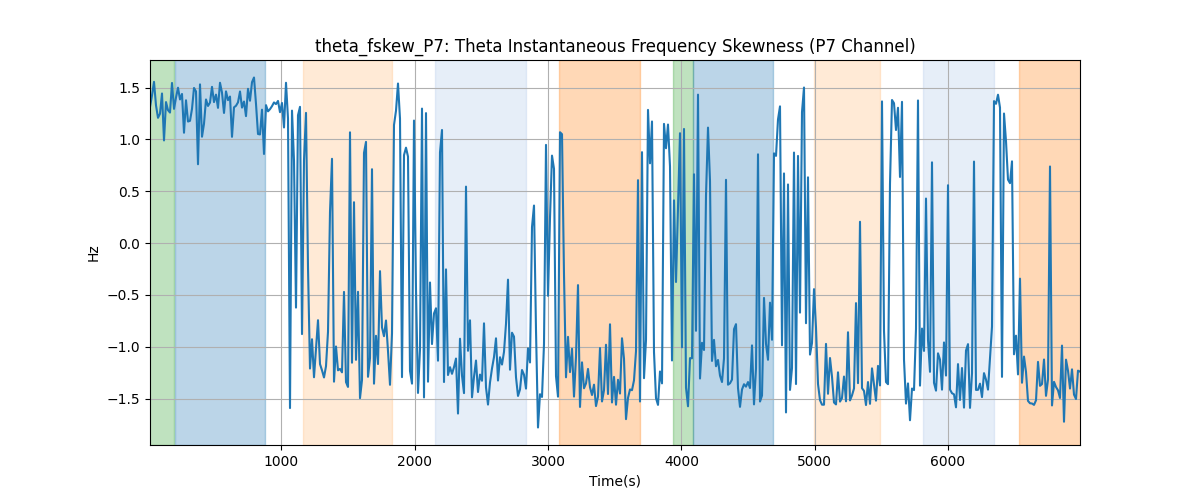 theta_fskew_P7: Theta Instantaneous Frequency Skewness (P7 Channel)
Hz
1.5
1.0
0.5
0.0
−0.5
−1.0
−1.5
1000 2000 3000 4000 5000 6000
Time(s)